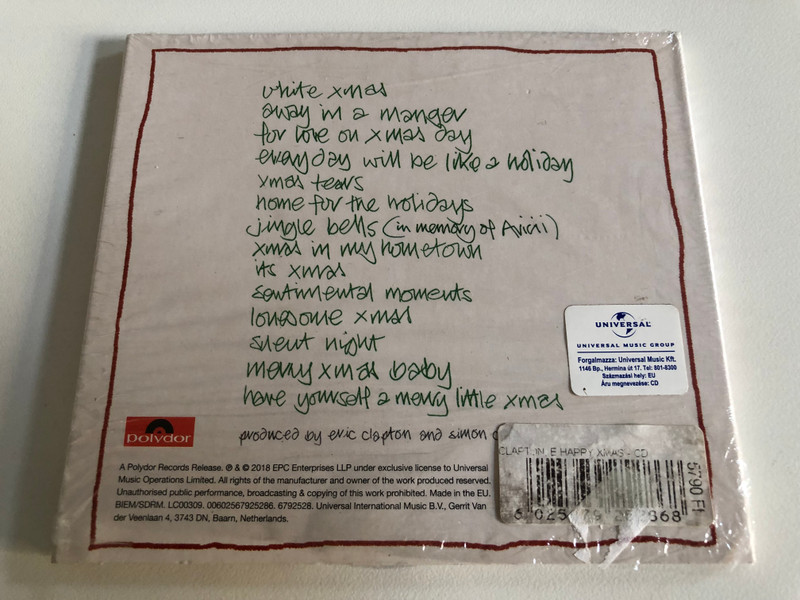 white xmas
away in a manger
for love on xmas day
everyday will be like a holiday
xmas tears
home for the holidays
jingle bells (in memory of Avicii)
xmas in my hometown
its xmas
sentimental moments
lonesome xmas
silent night
merry xmas baby
have yourself a merry little xmas
produced by eric clapton and simon
polydor
A Polydor Records Release. ℗ & © 2018 EPC Enterprises LLP under exclusive license to Universal
Music Operations Limited. All rights of the manufacturer and owner of the work produced reserved.
Unauthorised public performance, broadcasting & copying of this work prohibited. Made in the EU.
BIEM/SDRM. LC00309. 00602567925286. 6792528. Universal International Music B.V., Gerrit Van
der Veenlaan 4, 3743 DN, Baarn, Netherlands.
UNIVERSAL
UNIVERSAL MUSIC GROUP
Forgalmazza: Universal Music Kft.
1146 Bp., Hermina út 17. Tel: 801-8300
Származási hely: EU
Áru megnevezése: CD
HAPPY XMAS - CD
5790 Ft